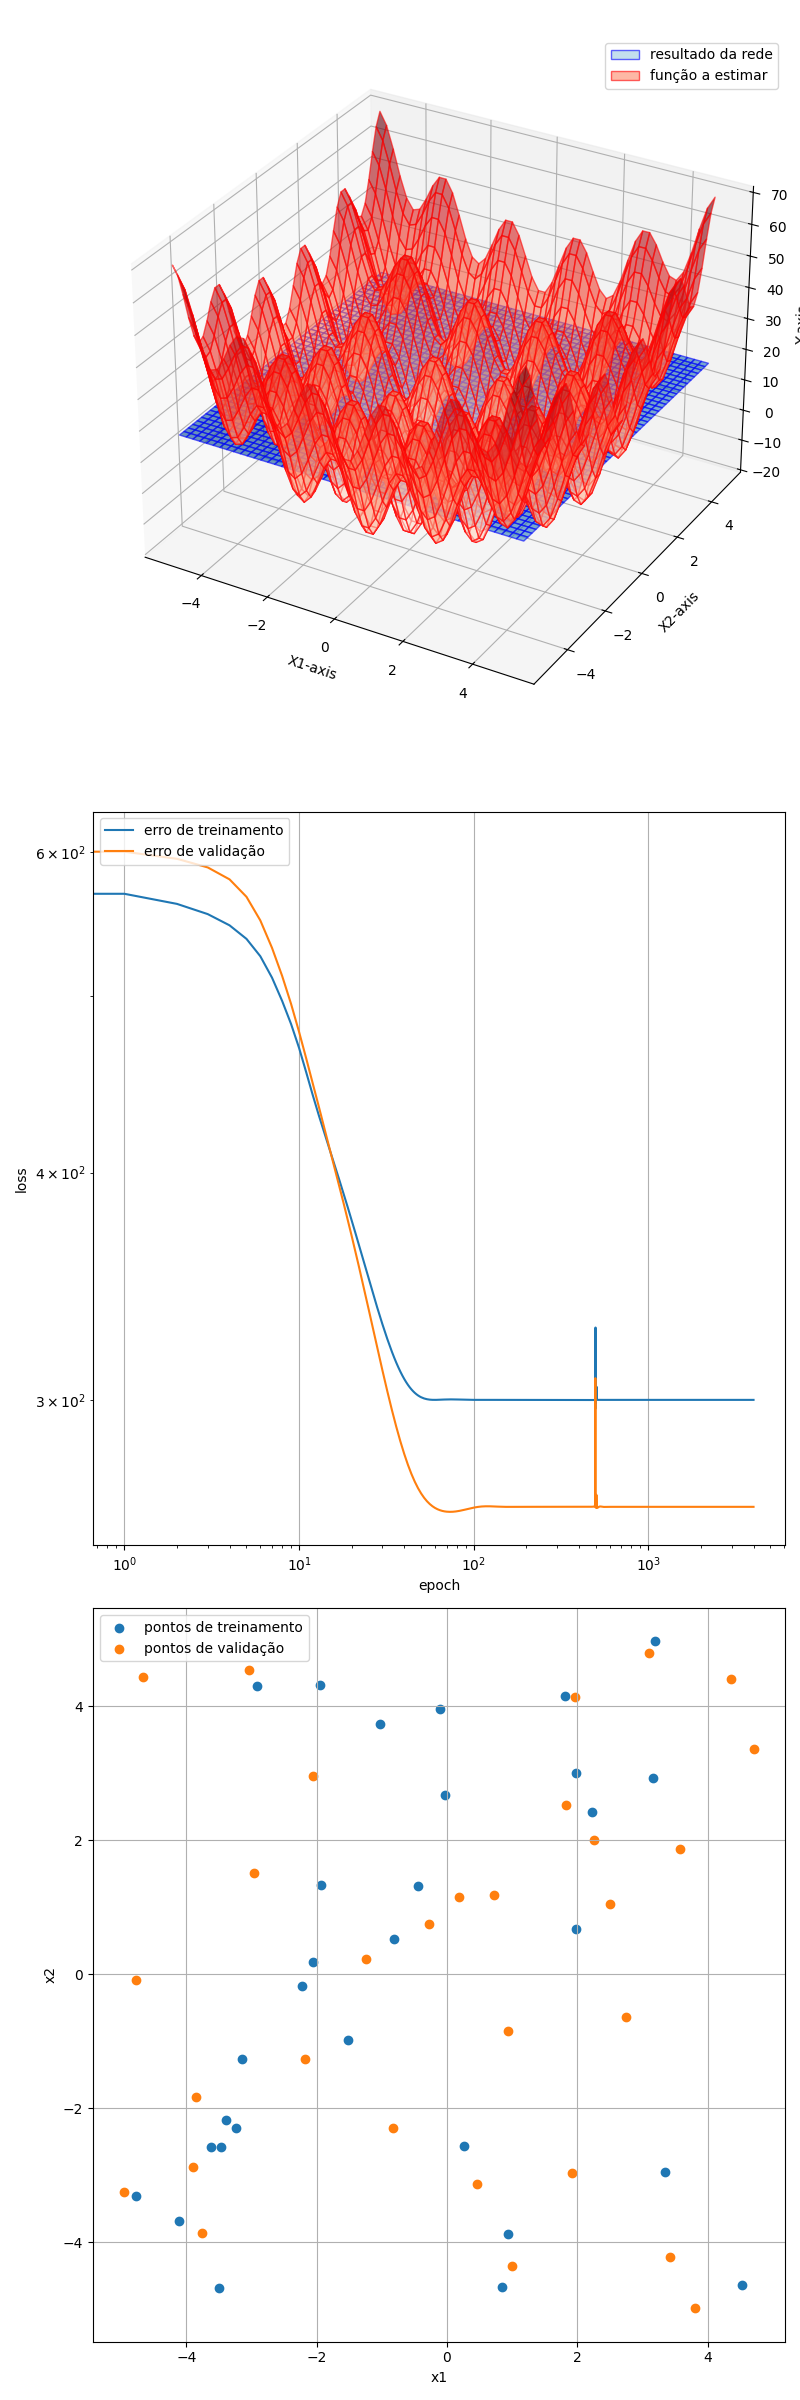 resultado da rede
função a estimar
70
60
50
40
30
20
10
0
−10
−20
4
2
0
−2
−4
X2-axis
−4
−2
0
2
4
X1-axis
erro de treinamento
erro de validação
6 × 10²
4 × 10²
3 × 10²
loss
10⁰
10¹
10²
10³
epoch
pontos de treinamento
pontos de validação
4
2
0
−2
−4
x2
−4
−2
0
2
4
x1